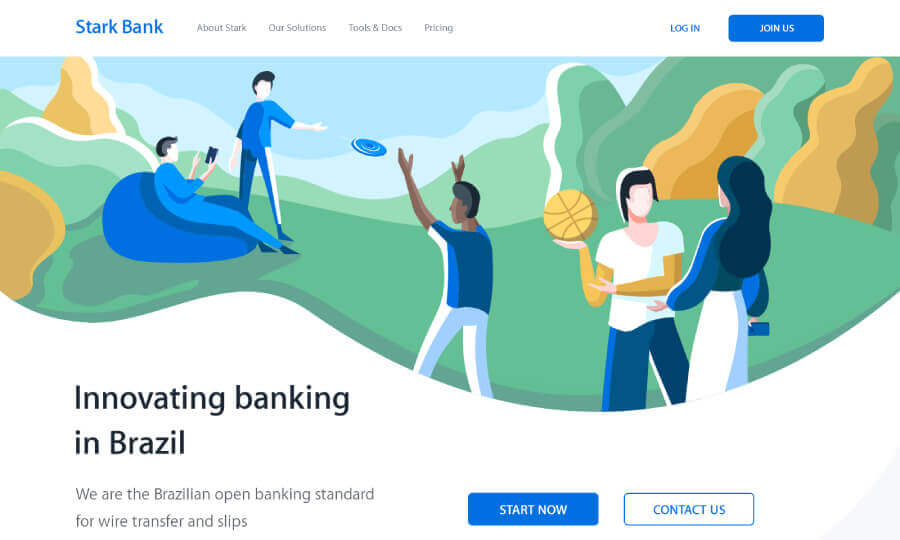 Stark Bank
About Stark
Our Solutions
Tools & Docs
Pricing
LOG IN
JOIN US
Innovating banking
in Brazil
We are the Brazilian open banking standard
for wire transfer and slips
START NOW
CONTACT US